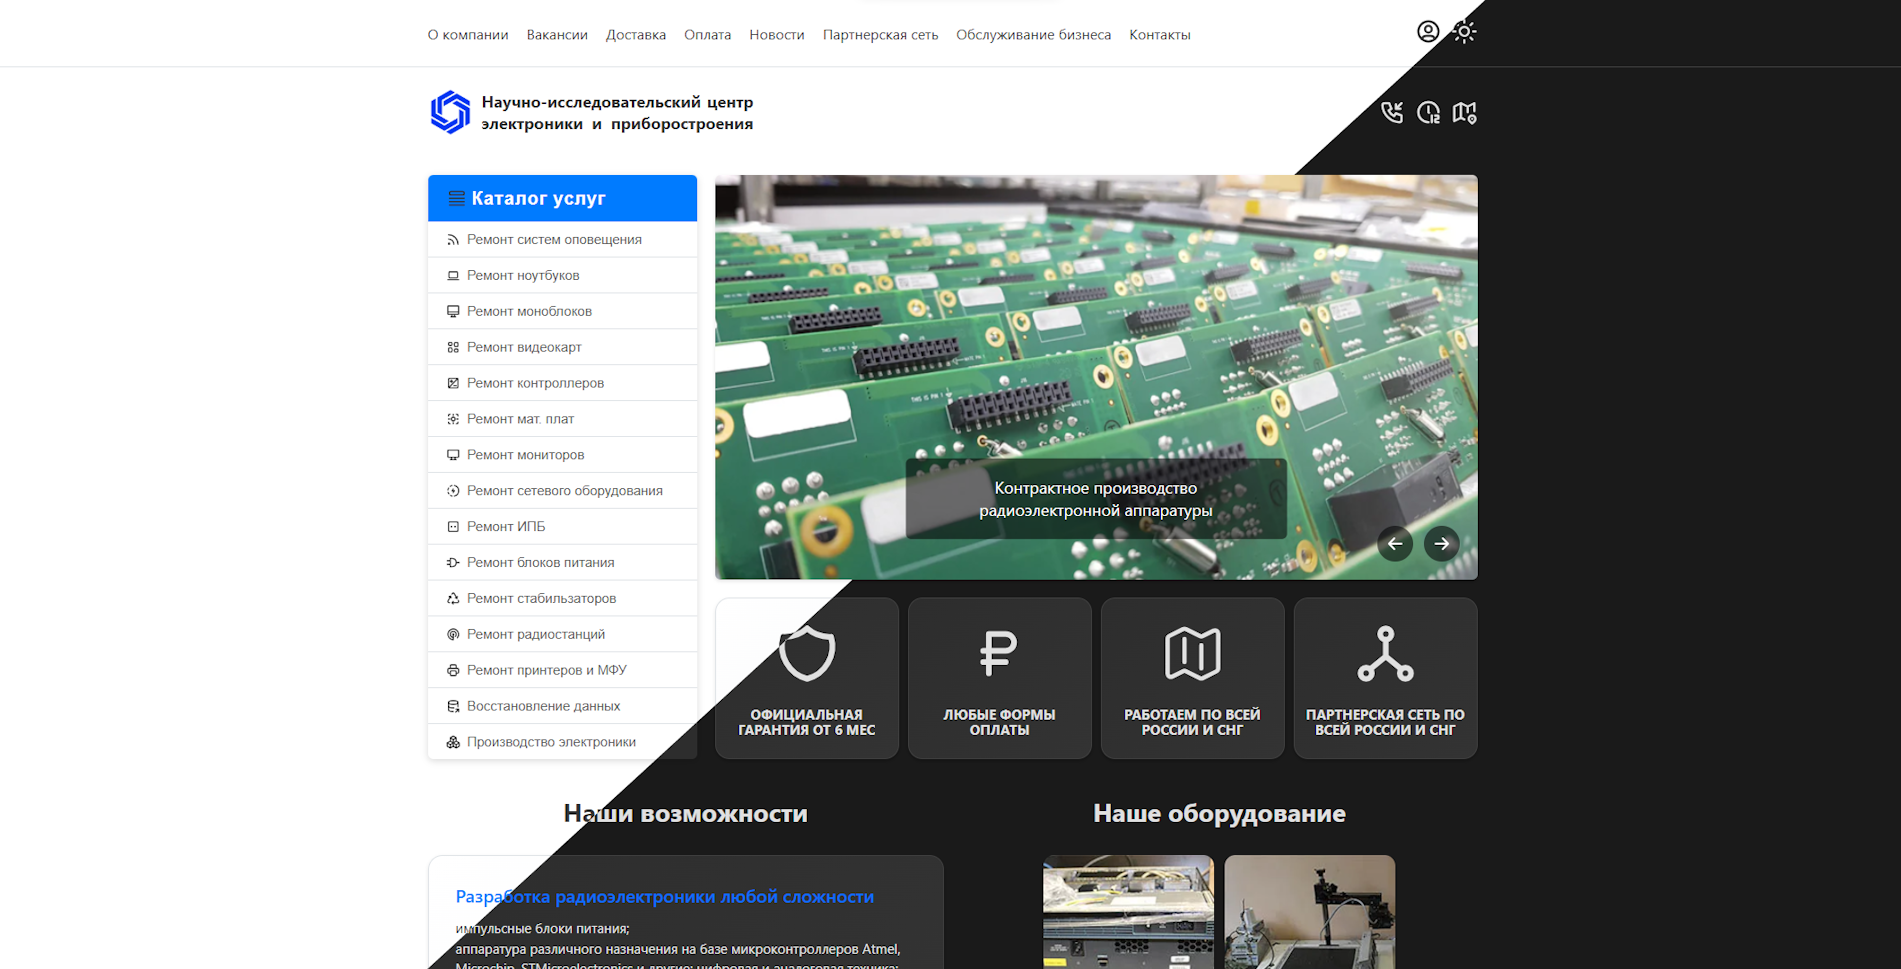 О компании Вакансии Доставка Оплата Новости Партнерская сеть Обслуживание бизнеса Контакты
Научно-исследовательский центр
электроники и приборостроения
Каталог услуг
Ремонт систем оповещения
Ремонт ноутбуков
Ремонт моноблоков
Ремонт видеокарт
Ремонт контроллеров
Ремонт мат. плат
Ремонт мониторов
Ремонт сетевого оборудования
Ремонт ИПБ
Ремонт блоков питания
Ремонт стабильзаторов
Ремонт радиостанций
Ремонт принтеров и МФУ
Восстановление данных
Производство электроники
Контрактное производство
радиоэлектронной аппаратуры
ОФИЦИАЛЬНАЯ
ГАРАНТИЯ ОТ 6 МЕС
ЛЮБЫЕ ФОРМЫ
ОПЛАТЫ
РАБОТАЕМ ПО ВСЕЙ
РОССИИ И СНГ
ПАРТНЕРСКАЯ СЕТЬ ПО
ВСЕЙ РОССИИ И СНГ
Наши возможности
Разработка радиоэлектроники любой сложности
импульсные блоки питания;
аппаратура различного назначения на базе микроконтроллеров Atmel,
Microchip, STMicroelectronics и другие; цифровая и аналоговая техника;
Наше оборудование